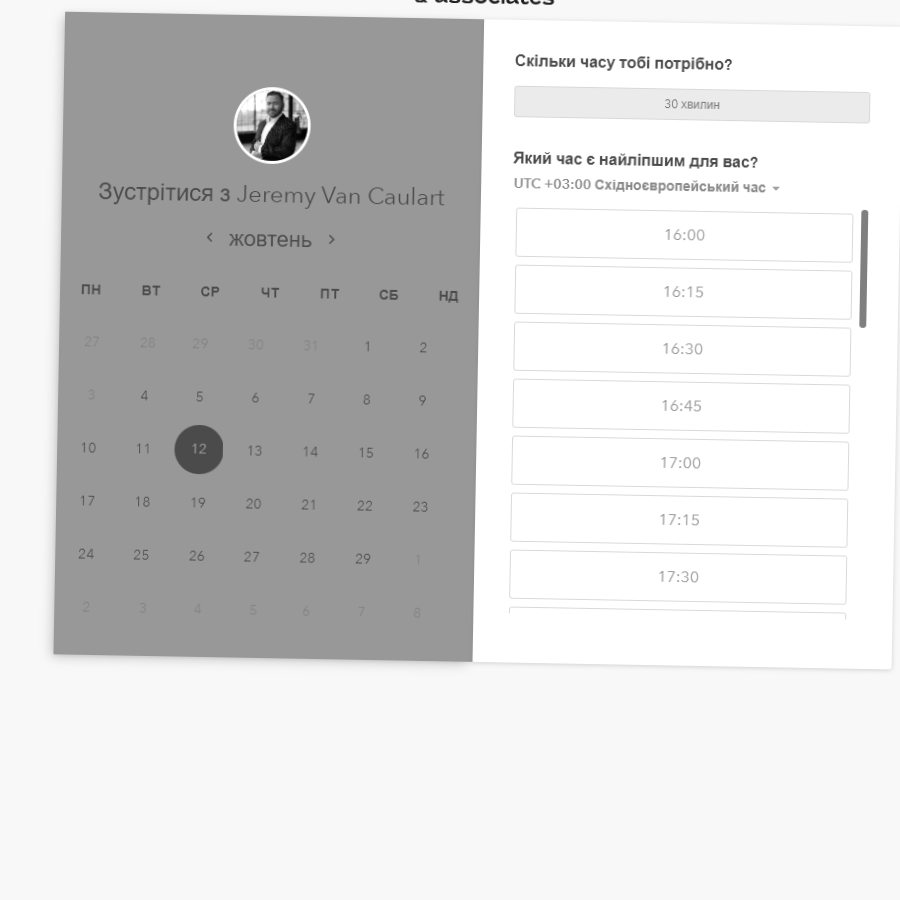 & associates
Зустрітися з Jeremy Van Caulart
жовтень
ПН ВТ СР ЧТ ПТ СБ НД
27 28 29 30 31 1 2
3 4 5 6 7 8 9
10 11 12 13 14 15 16
17 18 19 20 21 22 23
24 25 26 27 28 29 1
2 3 4 5 6 7 8
Скільки часу тобі потрібно?
30 хвилин
Який час є найліпшим для вас?
UTC +03:00 Східноєвропейський час
16:00
16:15
16:30
16:45
17:00
17:15
17:30